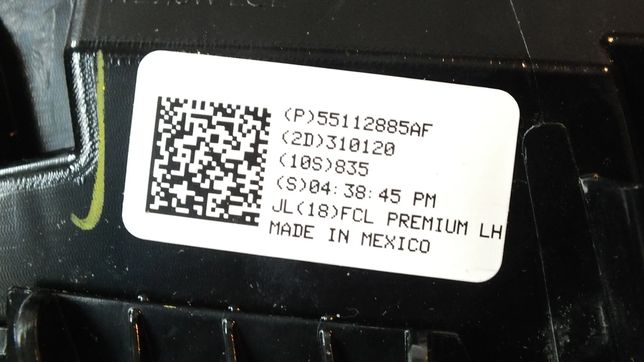 (P)55112885AF
(2D)310120
(10S)835
(S)04:38:45 PM
JL(18)FCL PREMIUM LH
MADE IN MEXICO